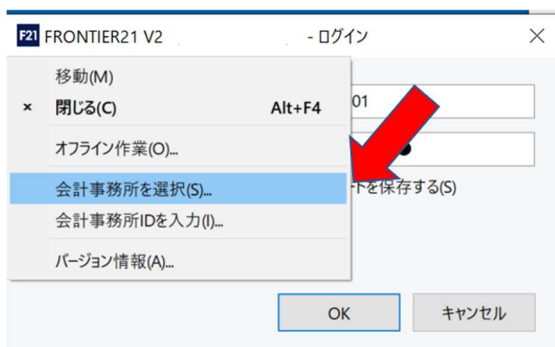 F21 FRONTIER21 V2 - ログイン
移動(M)
× 閉じる(C) Alt+F4
01
オフライン作業(O)...
会計事務所を選択(S)...
ドを保存する(S)
会計事務所IDを入力(I)...
バージョン情報(A)...
OK キャンセル